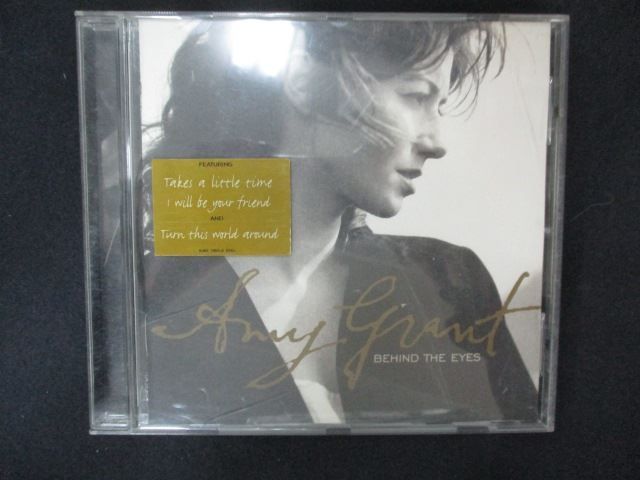 FEATURING
Takes a little time
I will be your friend
AND
Turn this world around
Amy Grant
BEHIND THE EYES